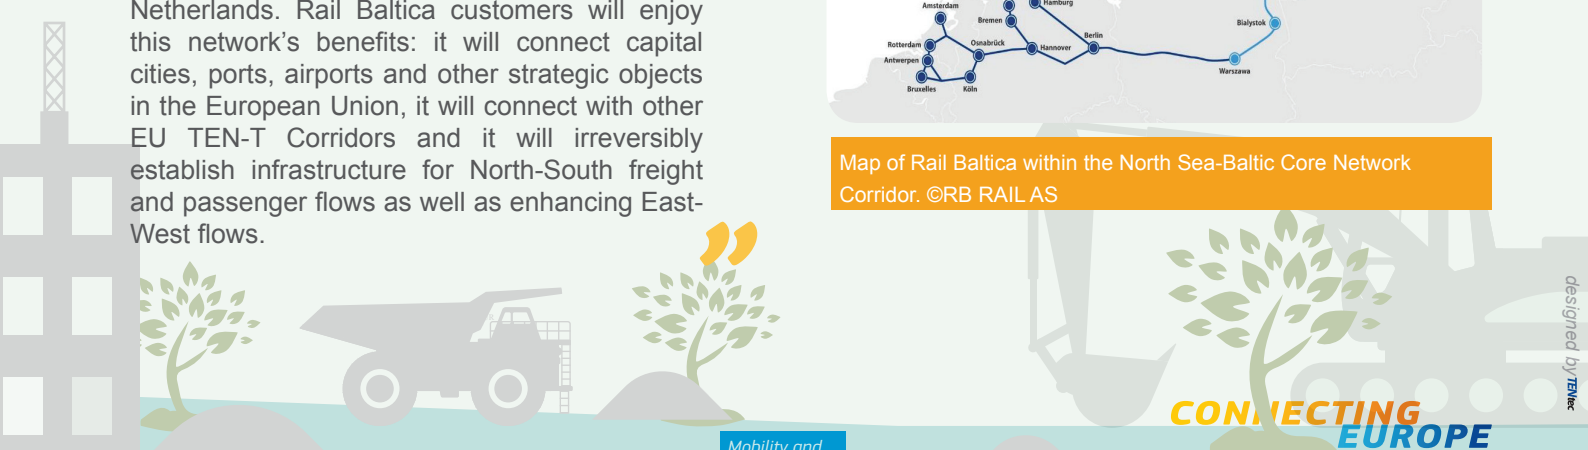 Netherlands. Rail Baltica customers will enjoy
this network's benefits: it will connect capital
cities, ports, airports and other strategic objects
in the European Union, it will connect with other
EU TEN-T Corridors and it will irreversibly
establish infrastructure for North-South freight
and passenger flows as well as enhancing East-
West flows.
”
Hamburg
Amsterdam
Bremen
Bialystok
Berlin
Rotterdam
Osnabrück
Hannover
Antwerpen
Warszawa
Bruxelles
Köln
Map of Rail Baltica within the North Sea-Baltic Core Network
Corridor. ©RB RAIL AS
designed by TENtec
CONNECTING
EUROPE
Mobility and